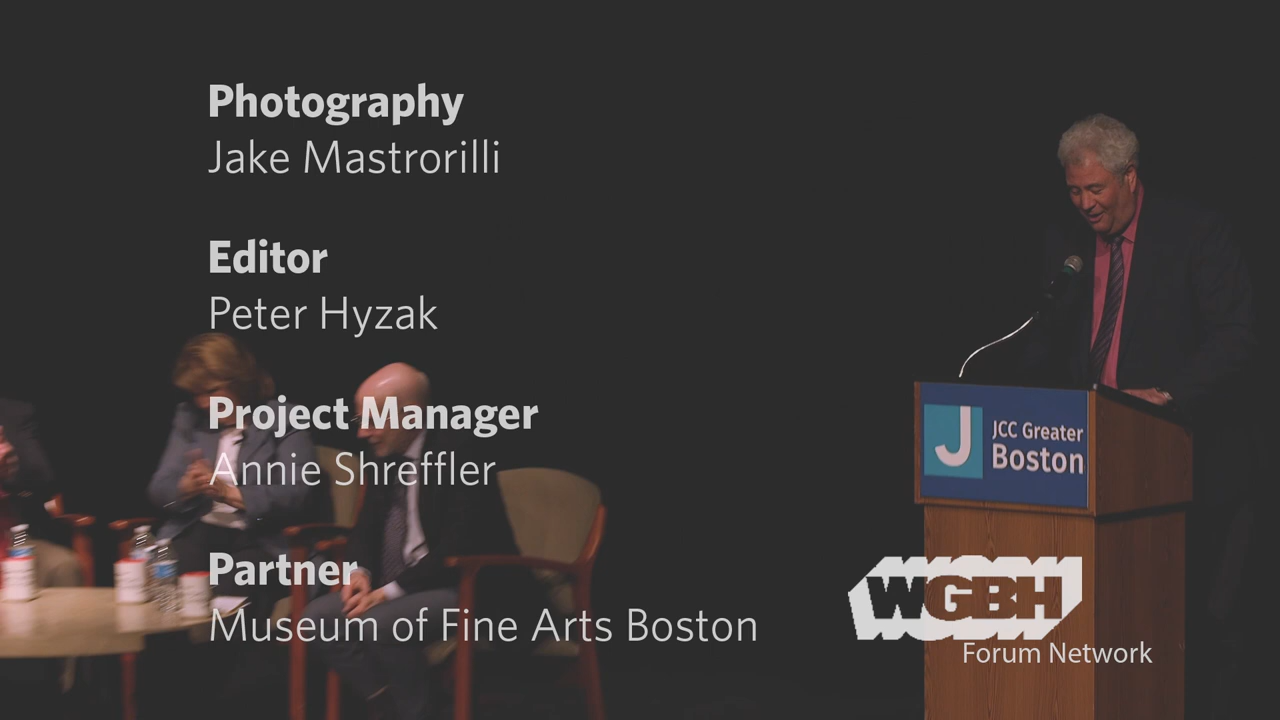 Photography
Jake Mastrorilli
Editor
Peter Hyzak
Project Manager
Annie Shreffler
Partner
Museum of Fine Arts Boston
J
JCC Greater
Boston
WGBH
Forum Network